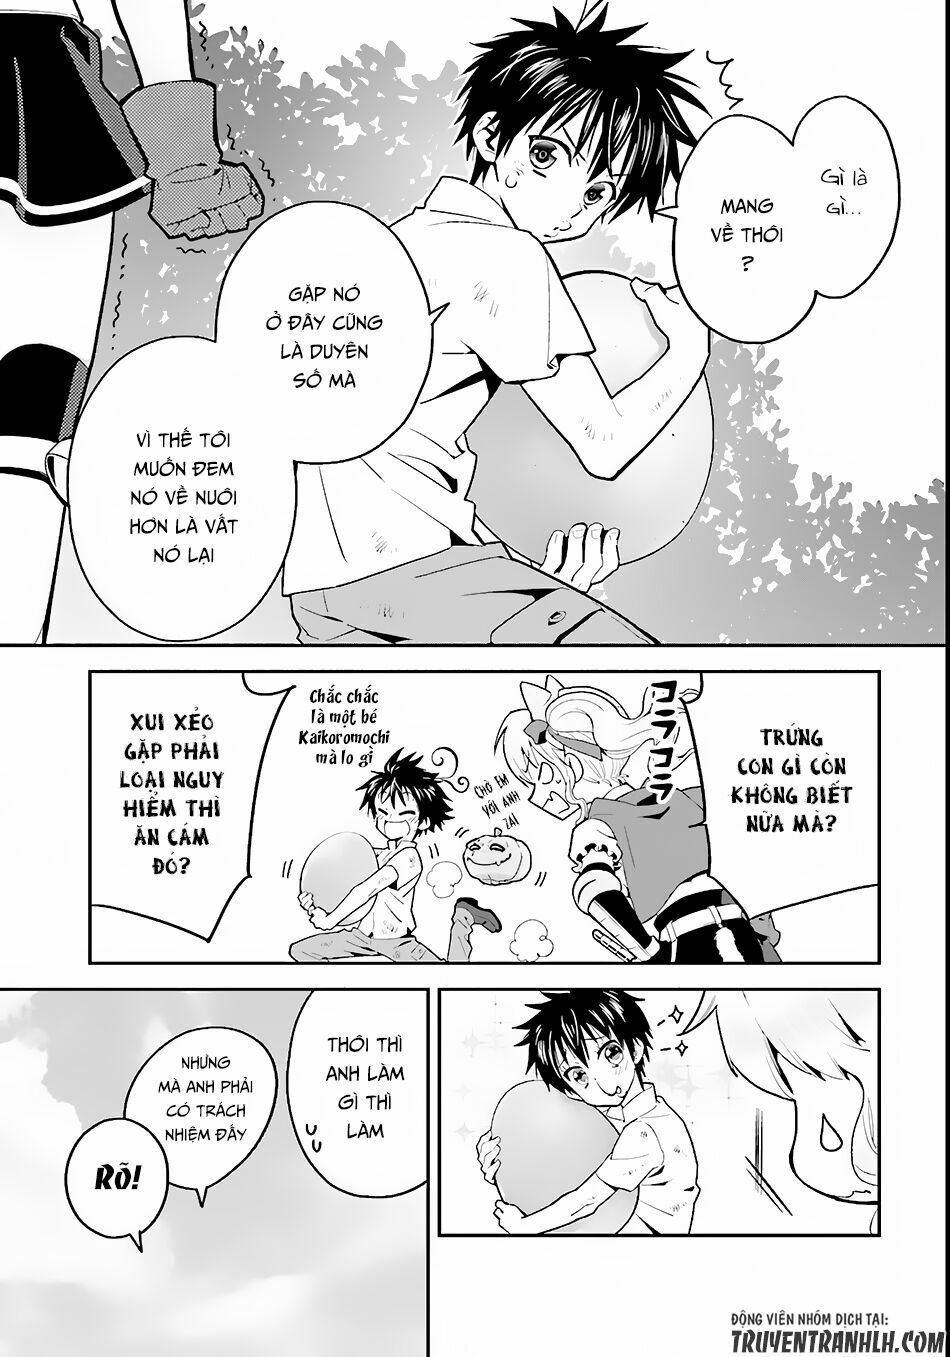 Gì là
gì...
MANG
VỀ THÔI
?
GẶP NÓ
Ở ĐÂY CŨNG
LÀ DUYÊN
SỐ MÀ
VÌ THẾ TÔI
MUỐN ĐEM
NÓ VỀ NUÔI
HƠN LÀ VẤT
NÓ LẠI
TRỨNG
CON GÌ CÒN
KHÔNG BIẾT
NỮA MÀ?
コラコラ
CHỜ EM
VỚI ANH
ZAI
Chắc chắc
là một bé
Kaikoromochi
mà lo gì
XUI XẺO
GẶP PHẢI
LOẠI NGUY
HIỂM THÌ
ĂN CÁM
ĐÓ?
THÔI THÌ
ANH LÀM
GÌ THÌ
LÀM
NHƯNG
MÀ ANH PHẢI
CÓ TRÁCH
NHIỆM ĐẤY
RÕ!
ĐỘNG VIÊN NHÓM DỊCH TẠI:
TRUYENTRANHLH.COM